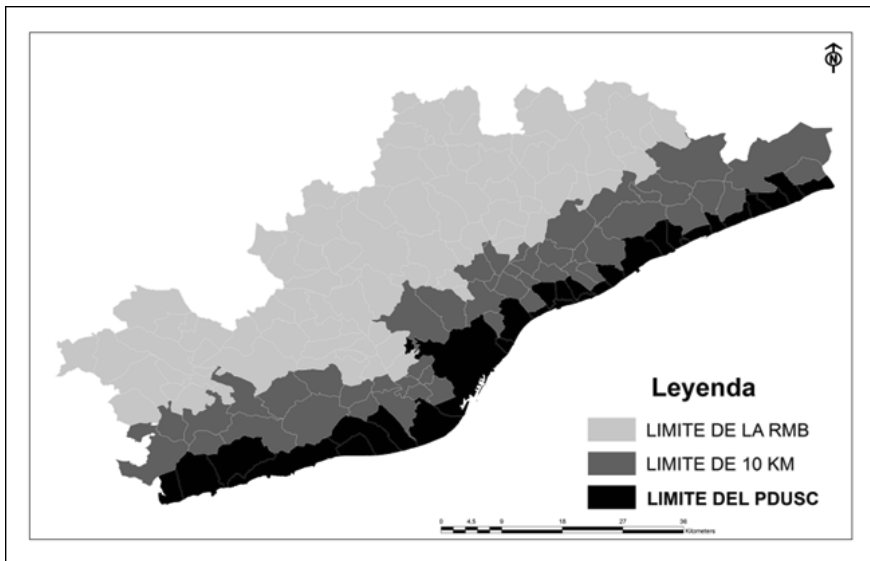 N
Leyenda
LIMITE DE LA RMB
LIMITE DE 10 KM
LIMITE DEL PDUSC
0 4,5 9 18 27 36
Kilometers